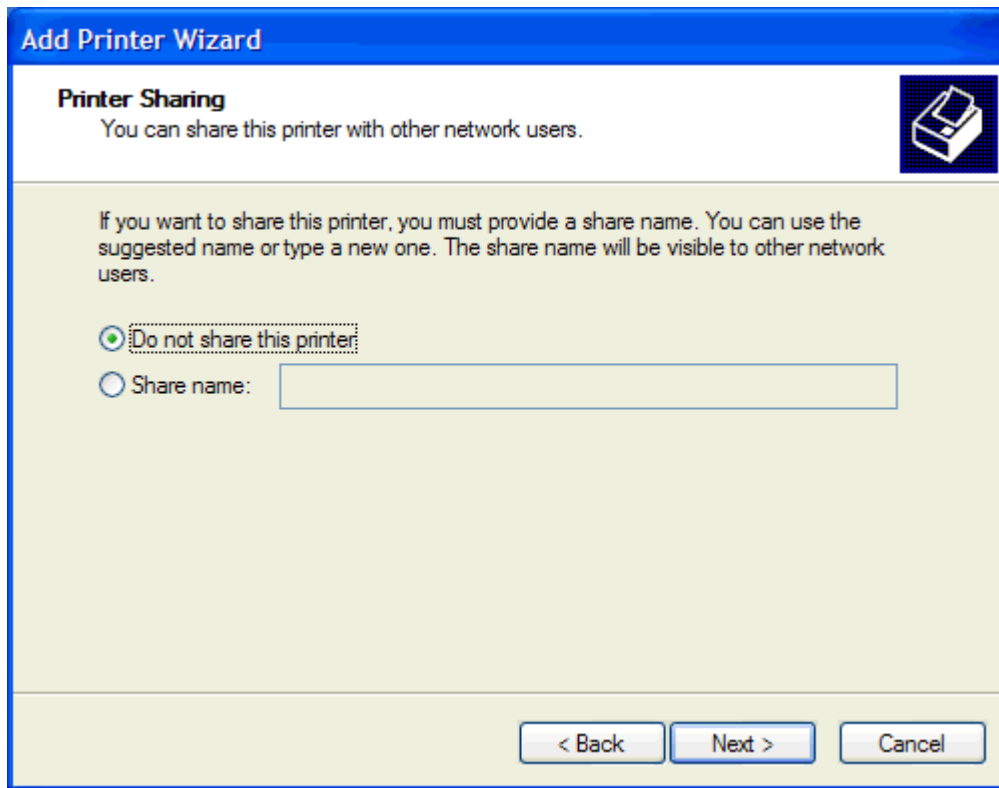 Add Printer Wizard
Printer Sharing
You can share this printer with other network users.
If you want to share this printer, you must provide a share name. You can use the
suggested name or type a new one. The share name will be visible to other network
users.
Do not share this printer
Share name:
< Back Next > Cancel